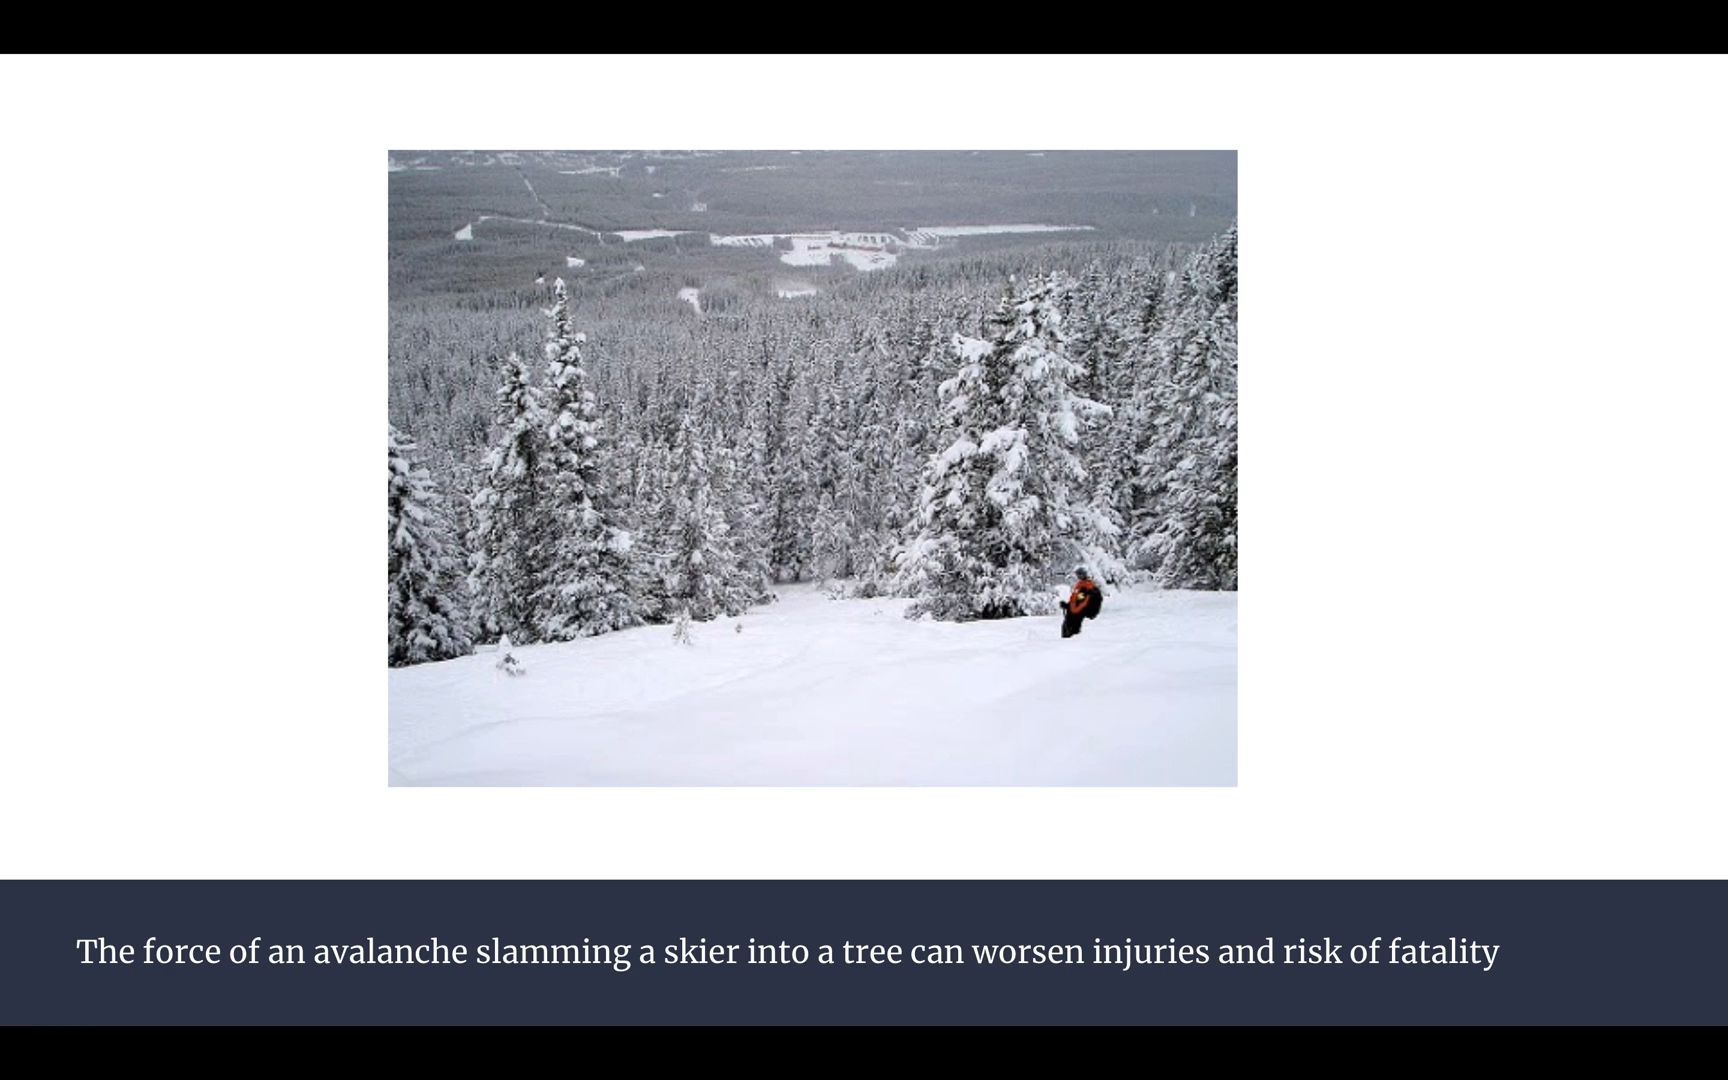 The force of an avalanche slamming a skier into a tree can worsen injuries and risk of fatality